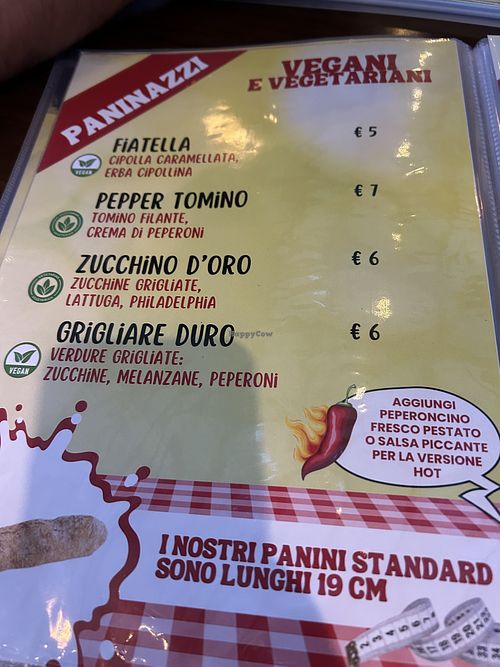 PANINAZZI
VEGANI
E VEGETARIANI
FiATELLA
€ 5
CIPOLLA CARAMELLATA,
ERBA CIPOLLINA
VEGAN
PEPPER TOMiNO
€ 7
TOMINO FILANTE,
CREMA Di PEPERONi
ZUCCHiNO D'ORO
€ 6
ZUCCHINE GRIGLIATE,
LATTUGA, PHILADELPHIA
GRiGLIARE DURO
€ 6
HappyCow
VERDURE GRIGLIATE:
ZUCCHINE, MELANZANE, PEPERONi
VEGAN
AGGIUNGI
PEPERONCINO
FRESCO PESTATO
O SALSA PICCANTE
PER LA VERSIONE
HOT
I NOSTRI PANINI STANDARD
SONO LUNGHI 19 CM